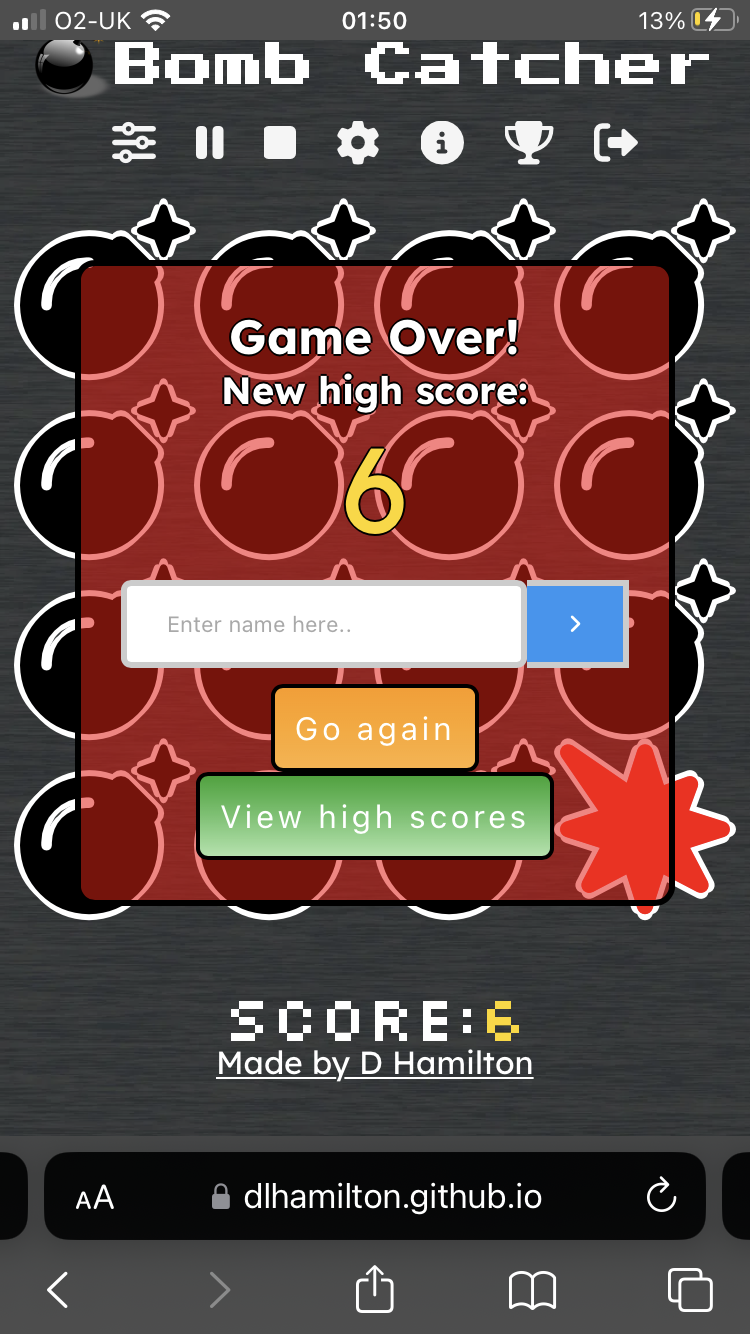 O2-UK 01:50 13%
Bomb Catcher
Game Over!
New high score:
6
Enter name here..
Go again
View high scores
SCORE:6
Made by D Hamilton
AA dlhamilton.github.io